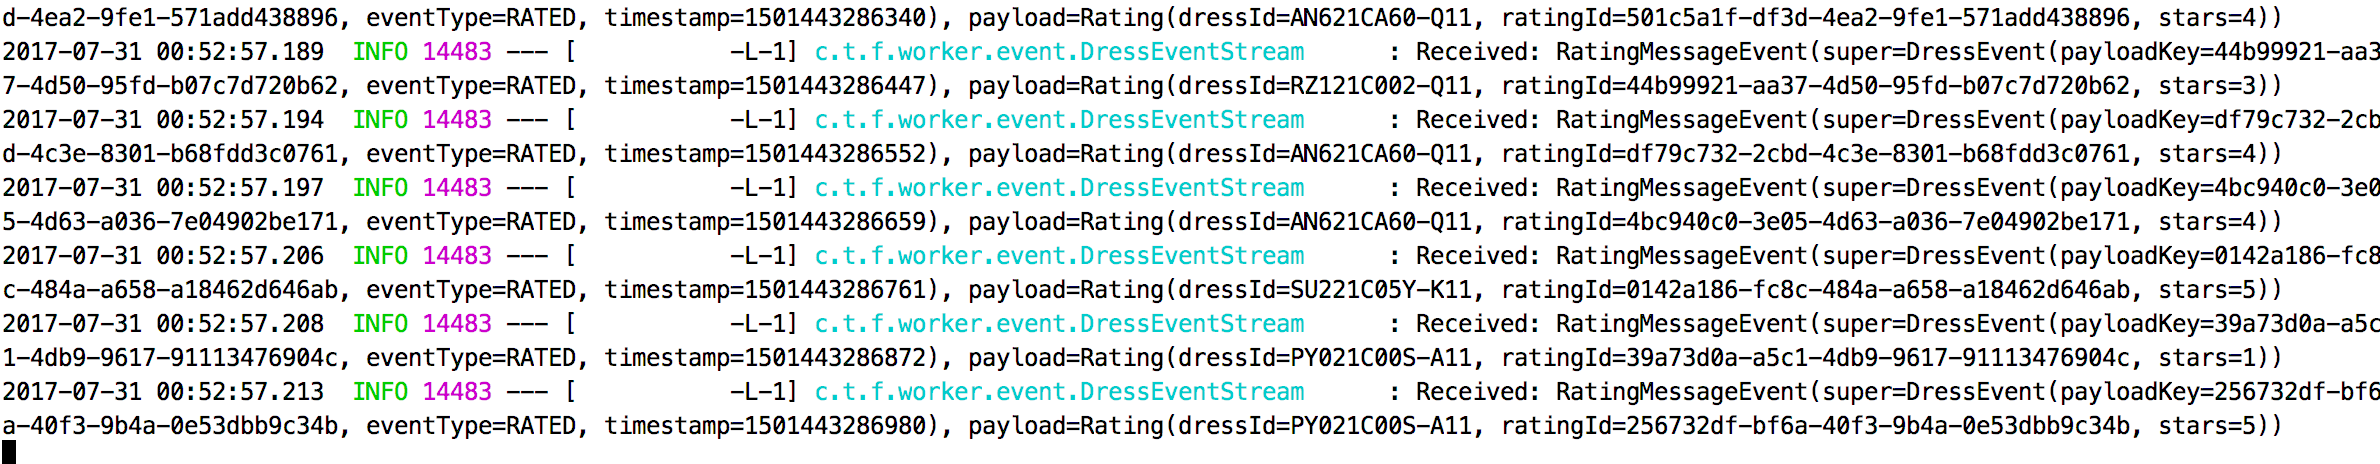 d-4ea2-9fe1-571add438896, eventType=RATED, timestamp=1501443286340), payload=Rating(dressId=AN621CA60-Q11, ratingId=501c5a1f-df3d-4ea2-9fe1-571add438896, stars=4))
2017-07-31 00:52:57.189  INFO 14483 --- [           -L-1] c.t.f.worker.event.DressEventStream      : Received: RatingMessageEvent(super=DressEvent(payloadKey=44b99921-aa3
7-4d50-95fd-b07c7d720b62, eventType=RATED, timestamp=1501443286447), payload=Rating(dressId=RZ121C002-Q11, ratingId=44b99921-aa37-4d50-95fd-b07c7d720b62, stars=3))
2017-07-31 00:52:57.194  INFO 14483 --- [           -L-1] c.t.f.worker.event.DressEventStream      : Received: RatingMessageEvent(super=DressEvent(payloadKey=df79c732-2cb
d-4c3e-8301-b68fdd3c0761, eventType=RATED, timestamp=1501443286552), payload=Rating(dressId=AN621CA60-Q11, ratingId=df79c732-2cbd-4c3e-8301-b68fdd3c0761, stars=4))
2017-07-31 00:52:57.197  INFO 14483 --- [           -L-1] c.t.f.worker.event.DressEventStream      : Received: RatingMessageEvent(super=DressEvent(payloadKey=4bc940c0-3e0
5-4d63-a036-7e04902be171, eventType=RATED, timestamp=1501443286659), payload=Rating(dressId=AN621CA60-Q11, ratingId=4bc940c0-3e05-4d63-a036-7e04902be171, stars=4))
2017-07-31 00:52:57.206  INFO 14483 --- [           -L-1] c.t.f.worker.event.DressEventStream      : Received: RatingMessageEvent(super=DressEvent(payloadKey=0142a186-fc8
c-484a-a658-a18462d646ab, eventType=RATED, timestamp=1501443286761), payload=Rating(dressId=SU221C05Y-K11, ratingId=0142a186-fc8c-484a-a658-a18462d646ab, stars=5))
2017-07-31 00:52:57.208  INFO 14483 --- [           -L-1] c.t.f.worker.event.DressEventStream      : Received: RatingMessageEvent(super=DressEvent(payloadKey=39a73d0a-a5c
1-4db9-9617-91113476904c, eventType=RATED, timestamp=1501443286872), payload=Rating(dressId=PY021C00S-A11, ratingId=39a73d0a-a5c1-4db9-9617-91113476904c, stars=1))
2017-07-31 00:52:57.213  INFO 14483 --- [           -L-1] c.t.f.worker.event.DressEventStream      : Received: RatingMessageEvent(super=DressEvent(payloadKey=256732df-bf6
a-40f3-9b4a-0e53dbb9c34b, eventType=RATED, timestamp=1501443286980), payload=Rating(dressId=PY021C00S-A11, ratingId=256732df-bf6a-40f3-9b4a-0e53dbb9c34b, stars=5))